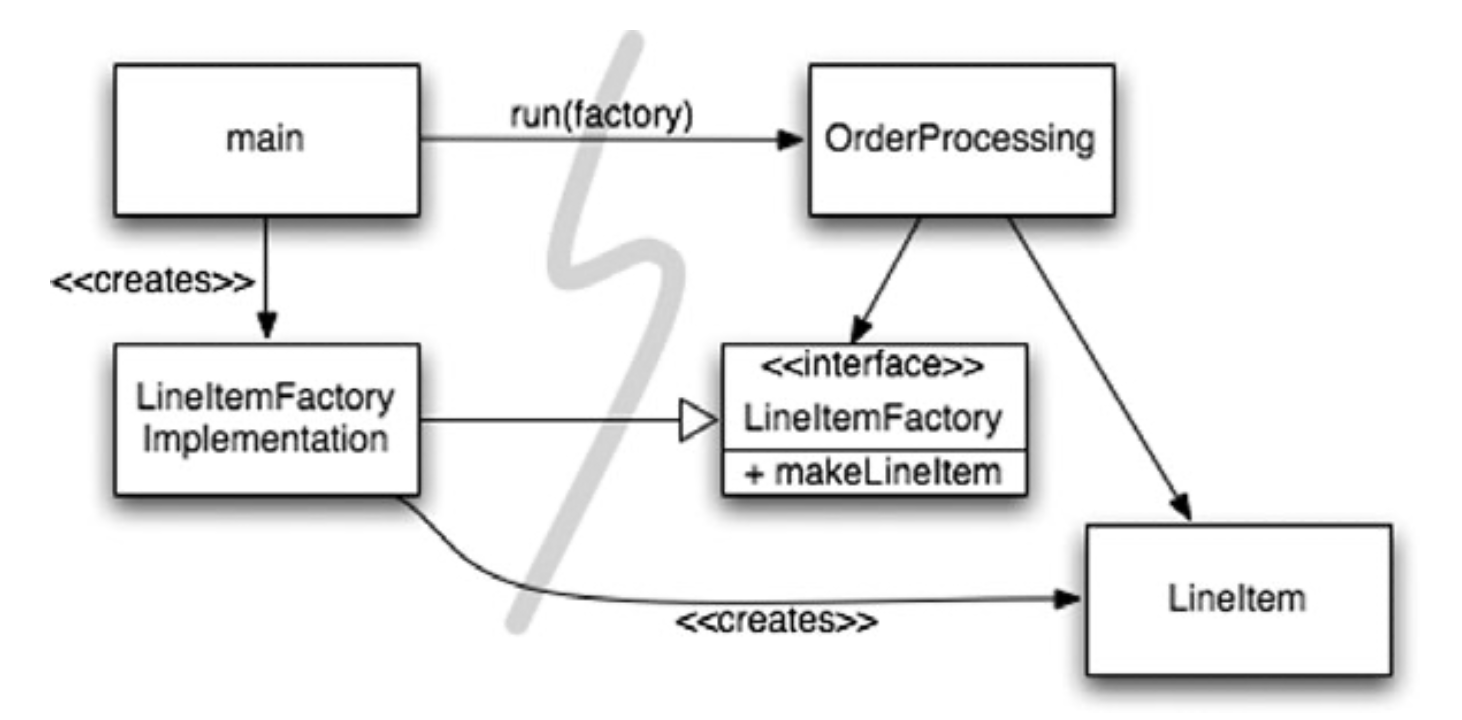 main
run(factory)
OrderProcessing
<<creates>>
LineItemFactory
Implementation
<<interface>>
LineItemFactory
+ makeLineItem
<<creates>>
LineItem